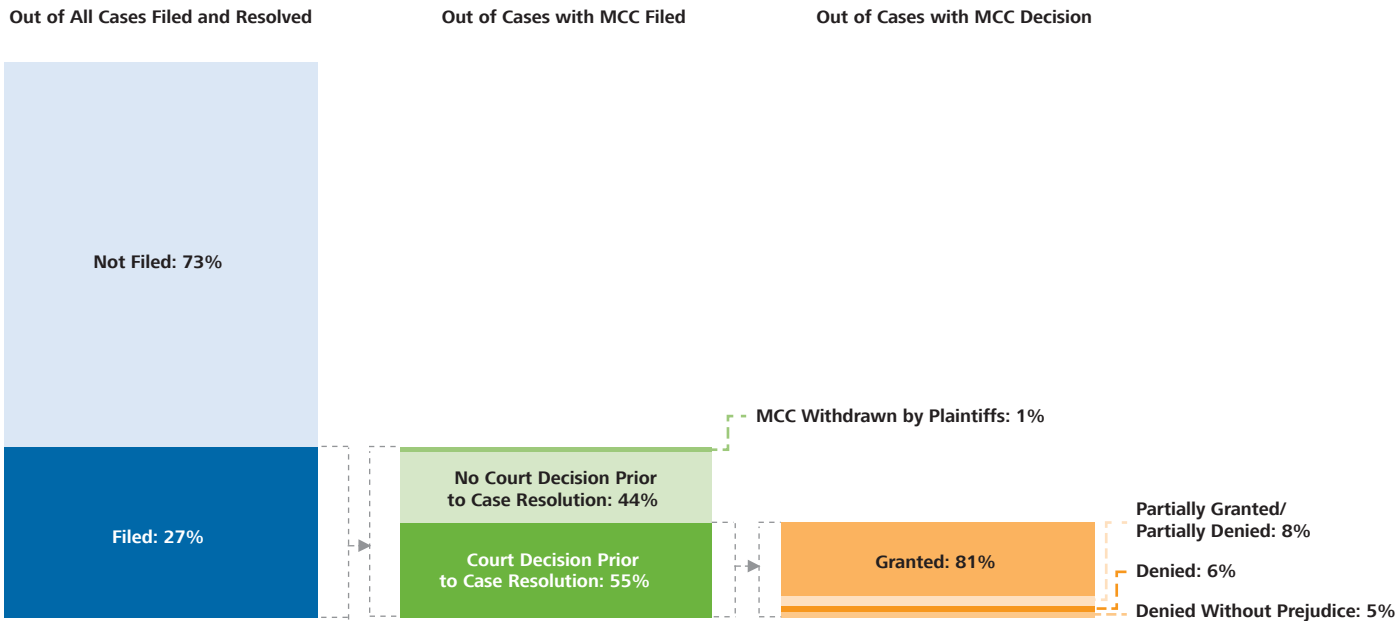 Out of All Cases Filed and Resolved
Out of Cases with MCC Filed
Out of Cases with MCC Decision
Not Filed: 73%
Filed: 27%
MCC Withdrawn by Plaintiffs: 1%
No Court Decision Prior
to Case Resolution: 44%
Court Decision Prior
to Case Resolution: 55%
Granted: 81%
Partially Granted/
Partially Denied: 8%
Denied: 6%
Denied Without Prejudice: 5%